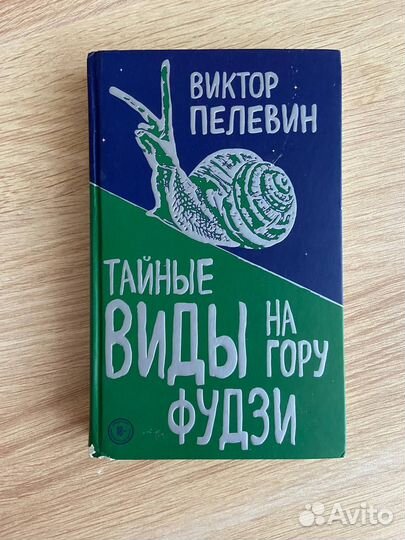 ВИКТОР
ПЕЛЕВИН
ТАЙНЫЕ
ВИДЫ НА
ГОРУ
ФУДЗИ
Avito